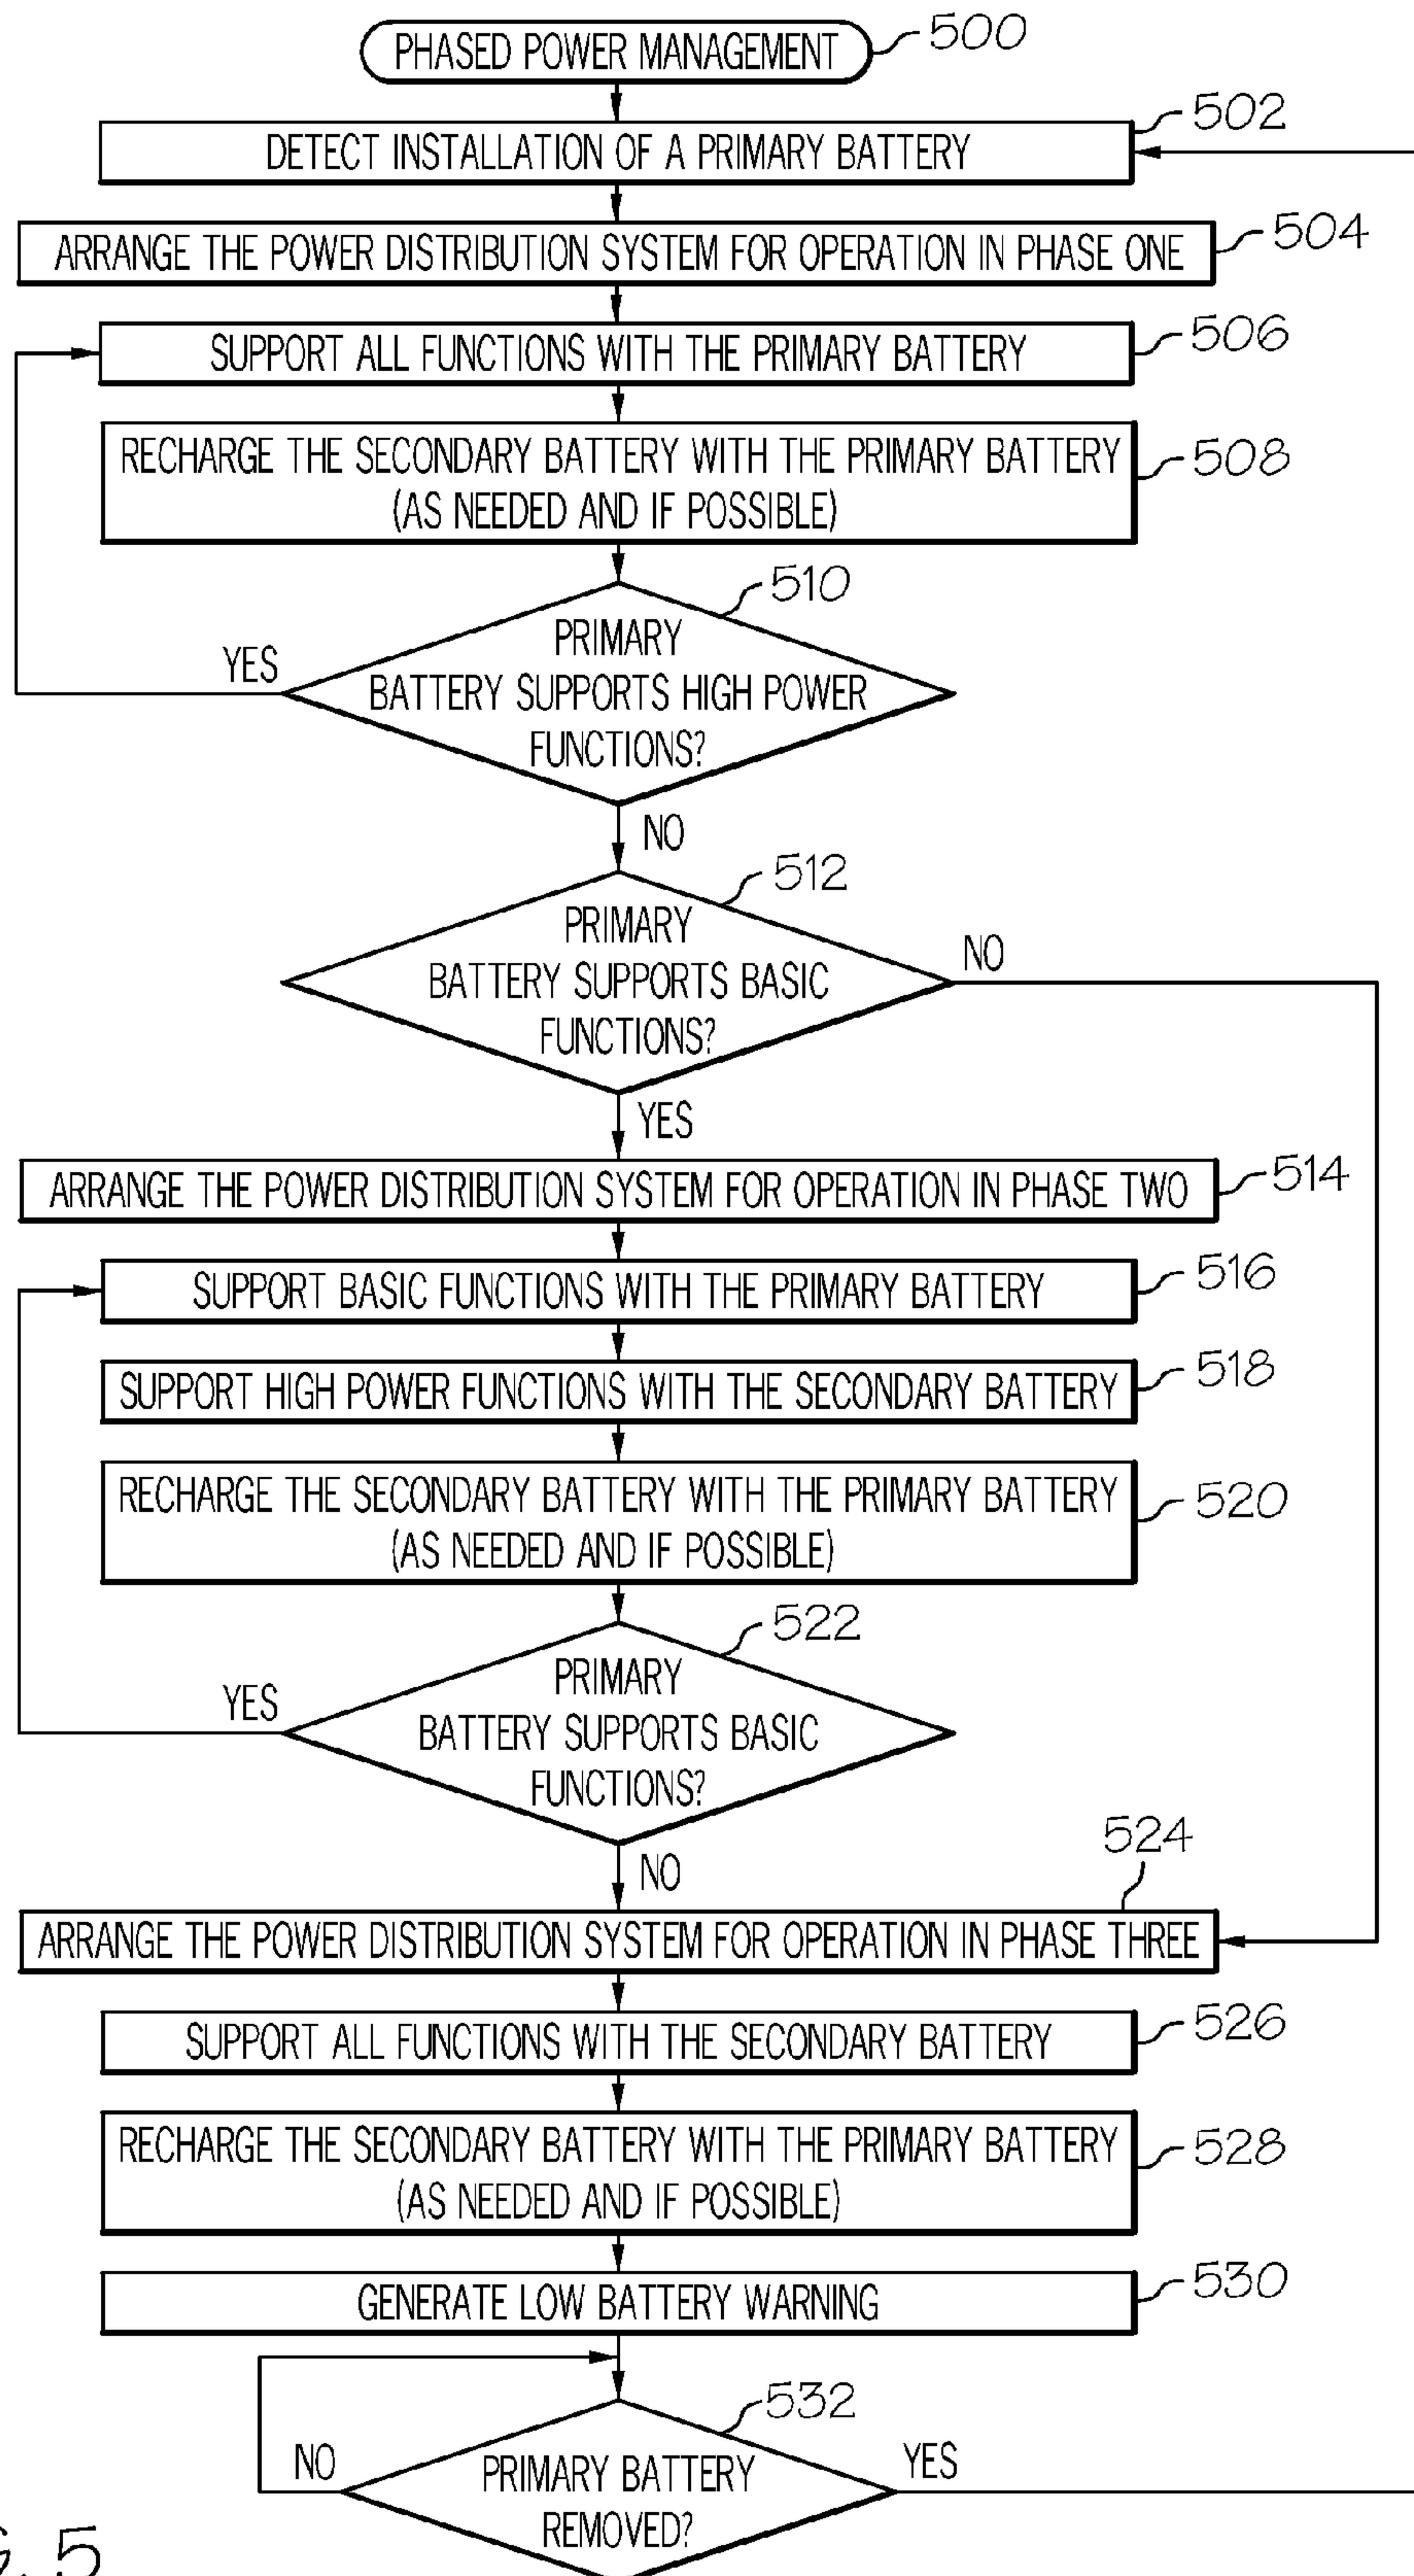 PHASED POWER MANAGEMENT
500
502
DETECT INSTALLATION OF A PRIMARY BATTERY
504
ARRANGE THE POWER DISTRIBUTION SYSTEM FOR OPERATION IN PHASE ONE
506
SUPPORT ALL FUNCTIONS WITH THE PRIMARY BATTERY
RECHARGE THE SECONDARY BATTERY WITH THE PRIMARY BATTERY
(AS NEEDED AND IF POSSIBLE)
508
510
PRIMARY
BATTERY SUPPORTS HIGH POWER
FUNCTIONS?
YES
NO
512
PRIMARY
BATTERY SUPPORTS BASIC
FUNCTIONS?
NO
YES
514
ARRANGE THE POWER DISTRIBUTION SYSTEM FOR OPERATION IN PHASE TWO
516
SUPPORT BASIC FUNCTIONS WITH THE PRIMARY BATTERY
518
SUPPORT HIGH POWER FUNCTIONS WITH THE SECONDARY BATTERY
RECHARGE THE SECONDARY BATTERY WITH THE PRIMARY BATTERY
(AS NEEDED AND IF POSSIBLE)
520
522
PRIMARY
BATTERY SUPPORTS BASIC
FUNCTIONS?
YES
NO
524
ARRANGE THE POWER DISTRIBUTION SYSTEM FOR OPERATION IN PHASE THREE
526
SUPPORT ALL FUNCTIONS WITH THE SECONDARY BATTERY
RECHARGE THE SECONDARY BATTERY WITH THE PRIMARY BATTERY
(AS NEEDED AND IF POSSIBLE)
528
530
GENERATE LOW BATTERY WARNING
532
PRIMARY BATTERY
REMOVED?
NO
YES
5